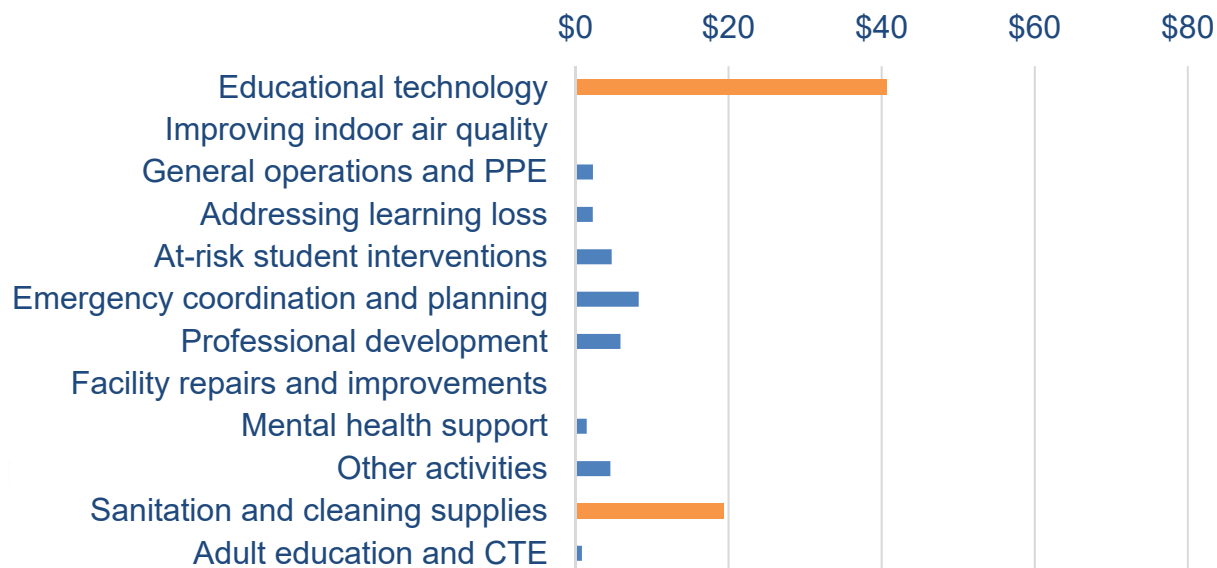 $0 $20 $40 $60 $80
Educational technology
Improving indoor air quality
General operations and PPE
Addressing learning loss
At-risk student interventions
Emergency coordination and planning
Professional development
Facility repairs and improvements
Mental health support
Other activities
Sanitation and cleaning supplies
Adult education and CTE